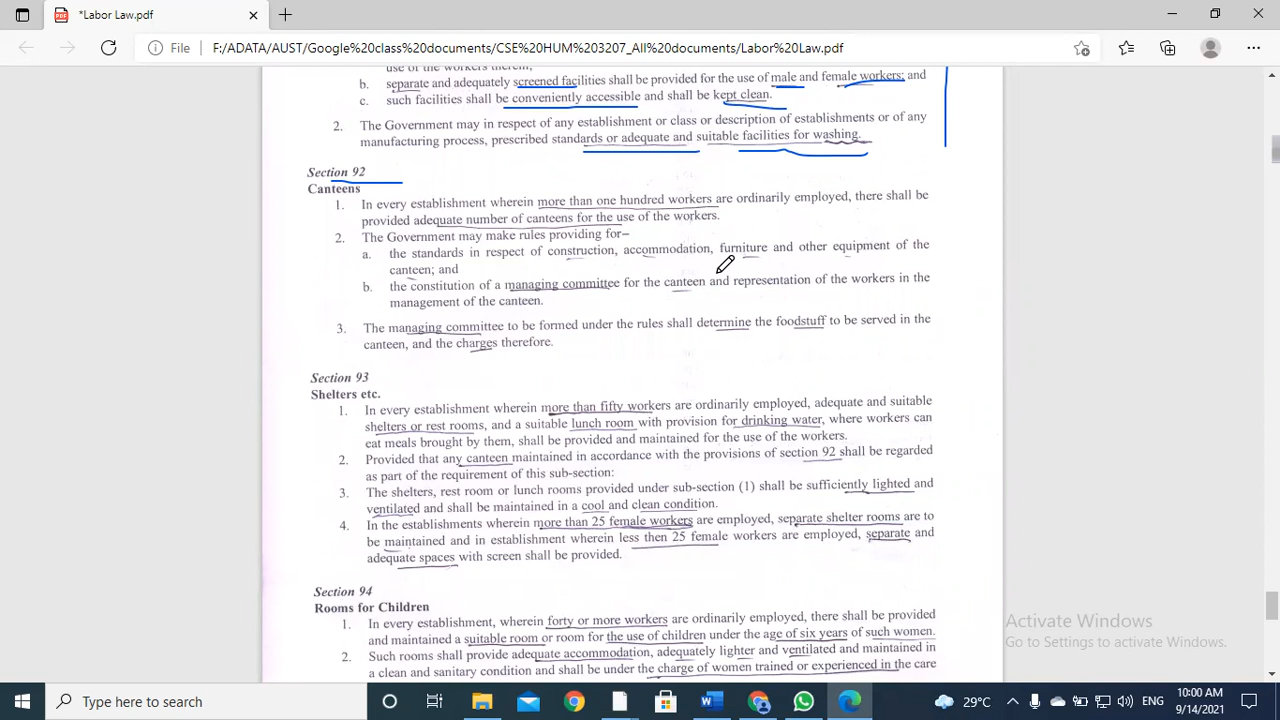 *Labor Law.pdf
File F:/ADATA/AUST/Google%20class%20documents/CSE%20HUM%203207_All%20documents/Labor%20Law.pdf
use of the workers therein;
b. separate and adequately screened facilities shall be provided for the use of male and female workers; and
c. such facilities shall be conveniently accessible and shall be kept clean.
2. The Government may in respect of any establishment or class or description of establishments or of any
manufacturing process, prescribed standards or adequate and suitable facilities for washing.
Section 92
Canteens
1. In every establishment wherein more than one hundred workers are ordinarily employed, there shall be
provided adequate number of canteens for the use of the workers.
2. The Government may make rules providing for–
a. the standards in respect of construction, accommodation, furniture and other equipment of the
canteen; and
b. the constitution of a managing committee for the canteen and representation of the workers in the
management of the canteen.
3. The managing committee to be formed under the rules shall determine the foodstuff to be served in the
canteen, and the charges therefore.
Section 93
Shelters etc.
1. In every establishment wherein more than fifty workers are ordinarily employed, adequate and suitable
shelters or rest rooms, and a suitable lunch room with provision for drinking water, where workers can
eat meals brought by them, shall be provided and maintained for the use of the workers.
2. Provided that any canteen maintained in accordance with the provisions of section 92 shall be regarded
as part of the requirement of this sub-section:
3. The shelters, rest room or lunch rooms provided under sub-section (1) shall be sufficiently lighted and
ventilated and shall be maintained in a cool and clean condition.
4. In the establishments wherein more than 25 female workers are employed, separate shelter rooms are to
be maintained and in establishment wherein less then 25 female workers are employed, separate and
adequate spaces with screen shall be provided.
Section 94
Rooms for Children
1. In every establishment, wherein forty or more workers are ordinarily employed, there shall be provided
and maintained a suitable room or room for the use of children under the age of six years of such women.
2. Such rooms shall provide adequate accommodation, adequately lighter and ventilated and maintained in
a clean and sanitary condition and shall be under the charge of women trained or experienced in the care
Activate Windows
Go to Settings to activate Windows.
Type here to search
29°C
ENG
10:00 AM
9/14/2021